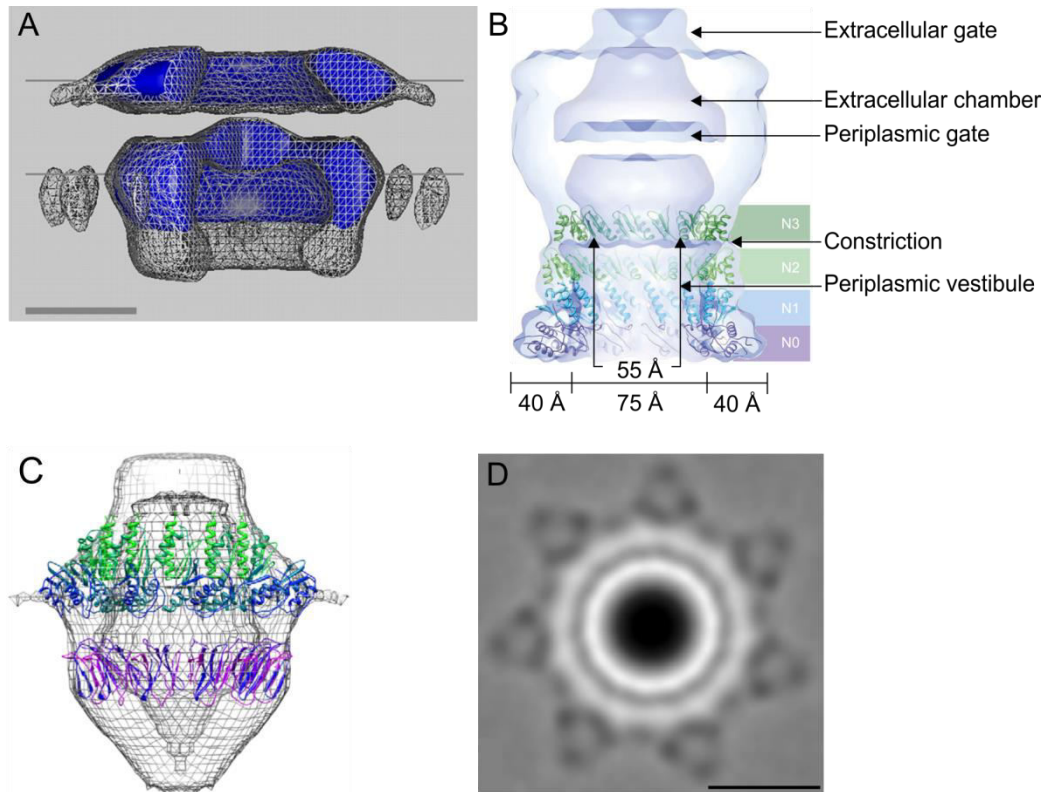 A
B
Extracellular gate
Extracellular chamber
Periplasmic gate
N3
Constriction
N2
Periplasmic vestibule
N1
N0
55 Å
40 Å 75 Å 40 Å
C
D